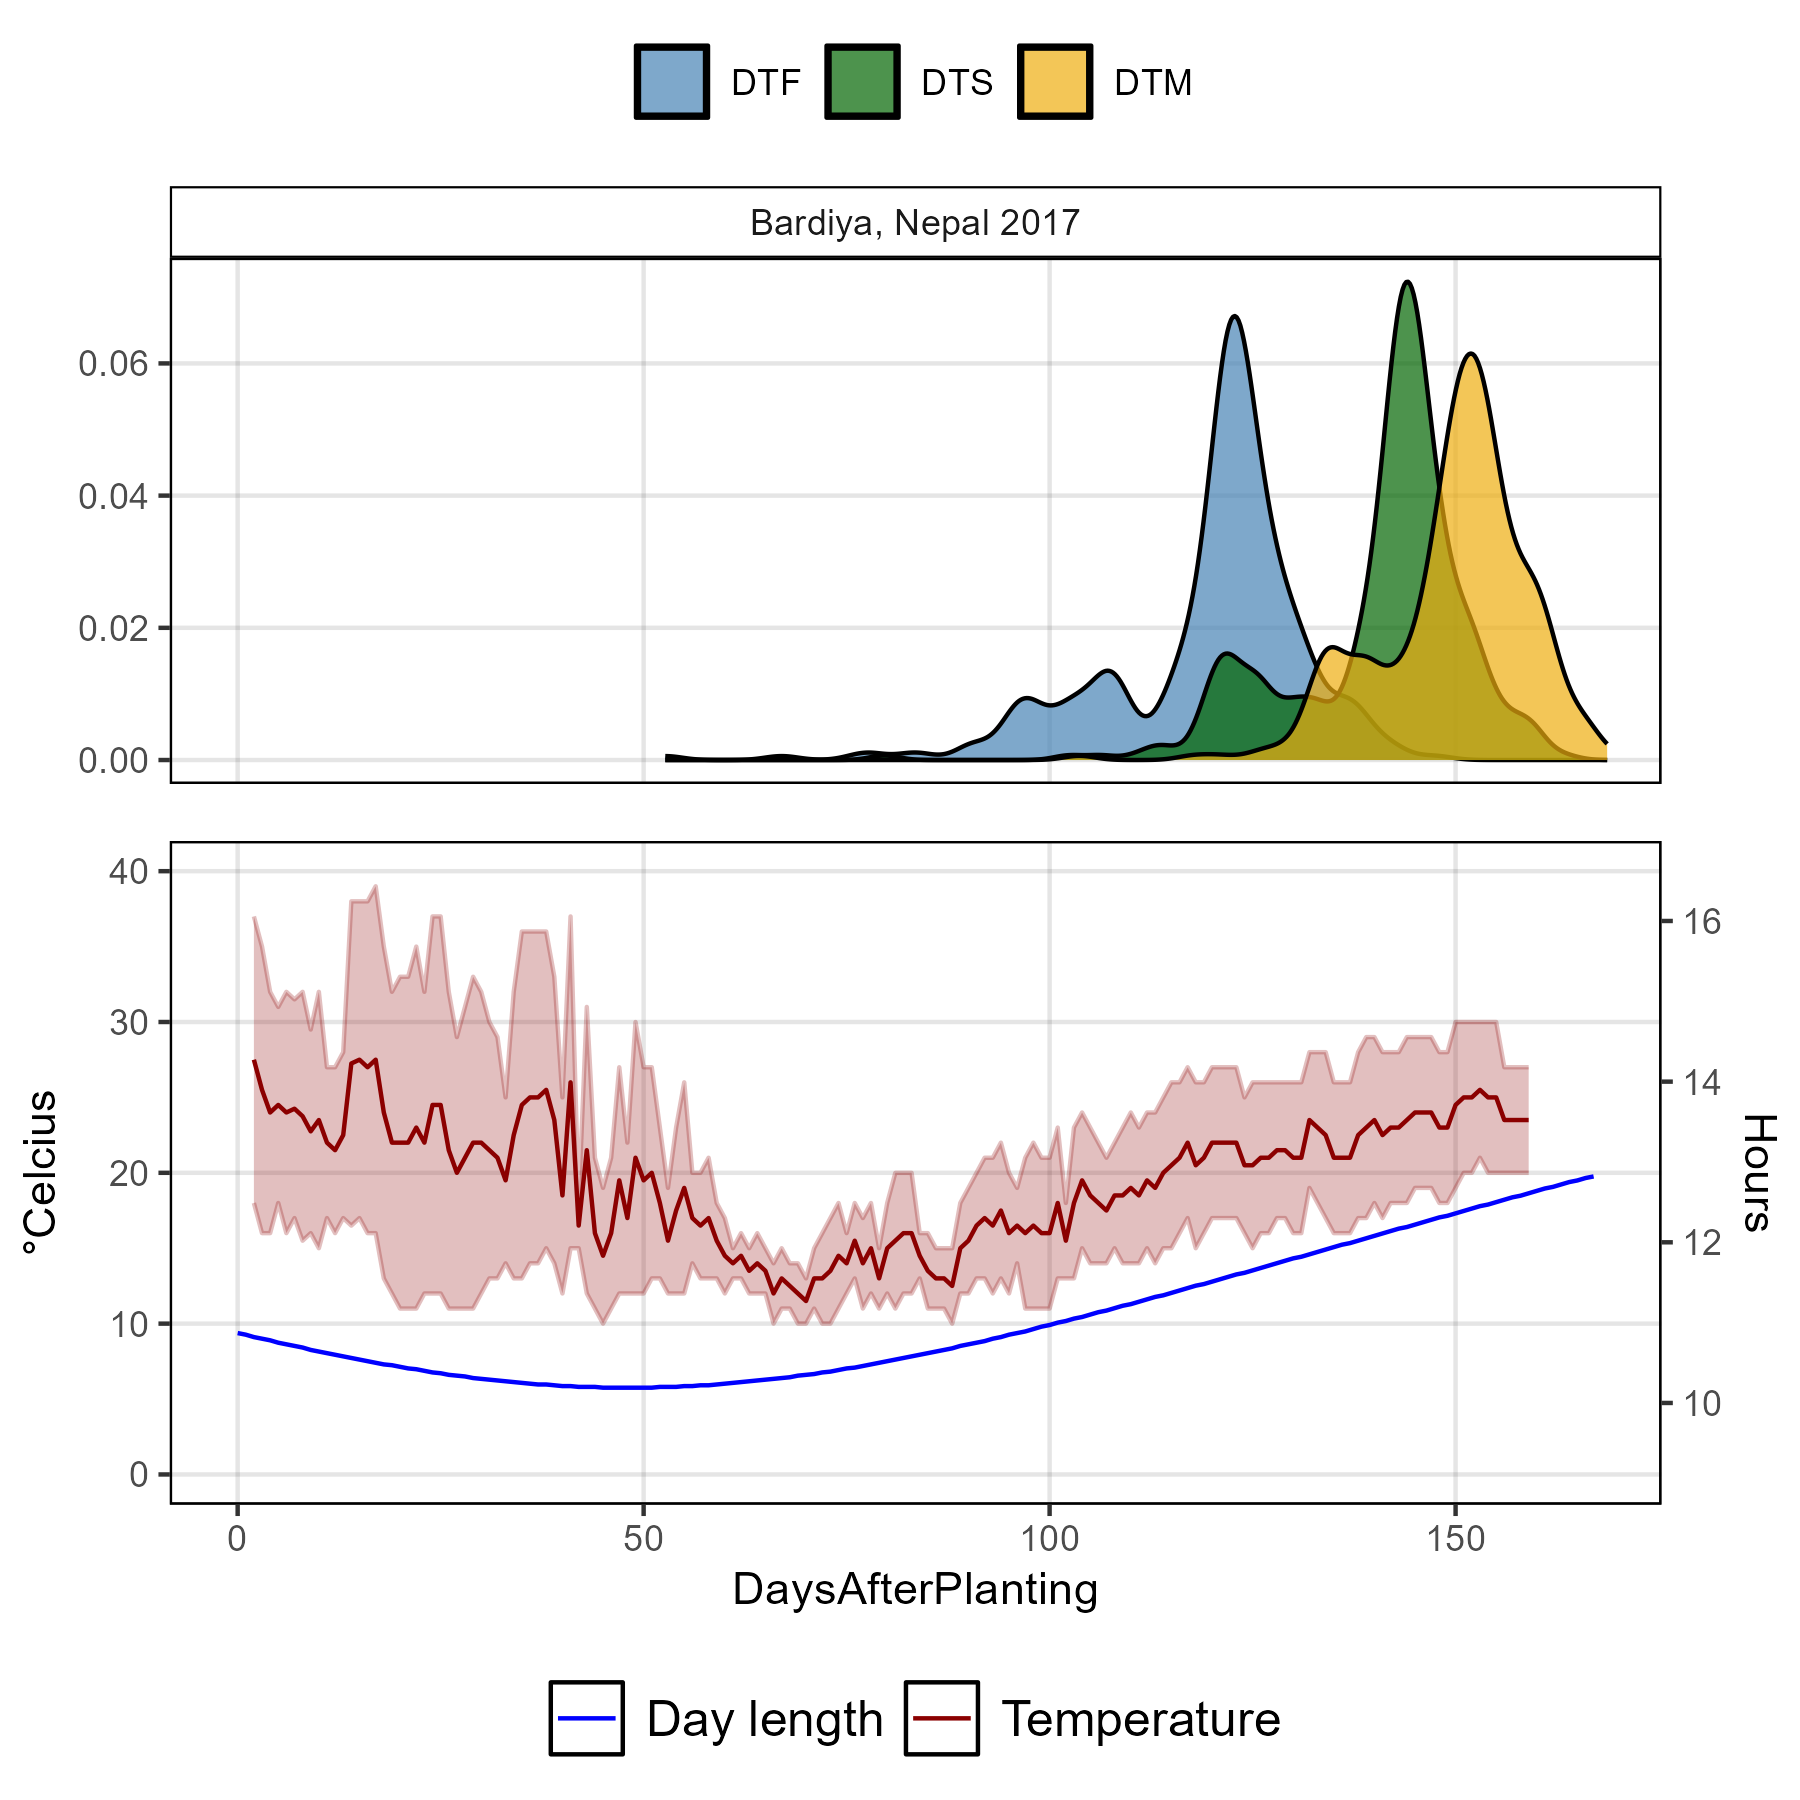 DTF DTS DTM
Bardiya, Nepal 2017
0.06
0.04
0.02
0.00
40
30
20
10
0
°Celcius
16
14
12
10
Hours
0 50 100 150
DaysAfterPlanting
Day length Temperature